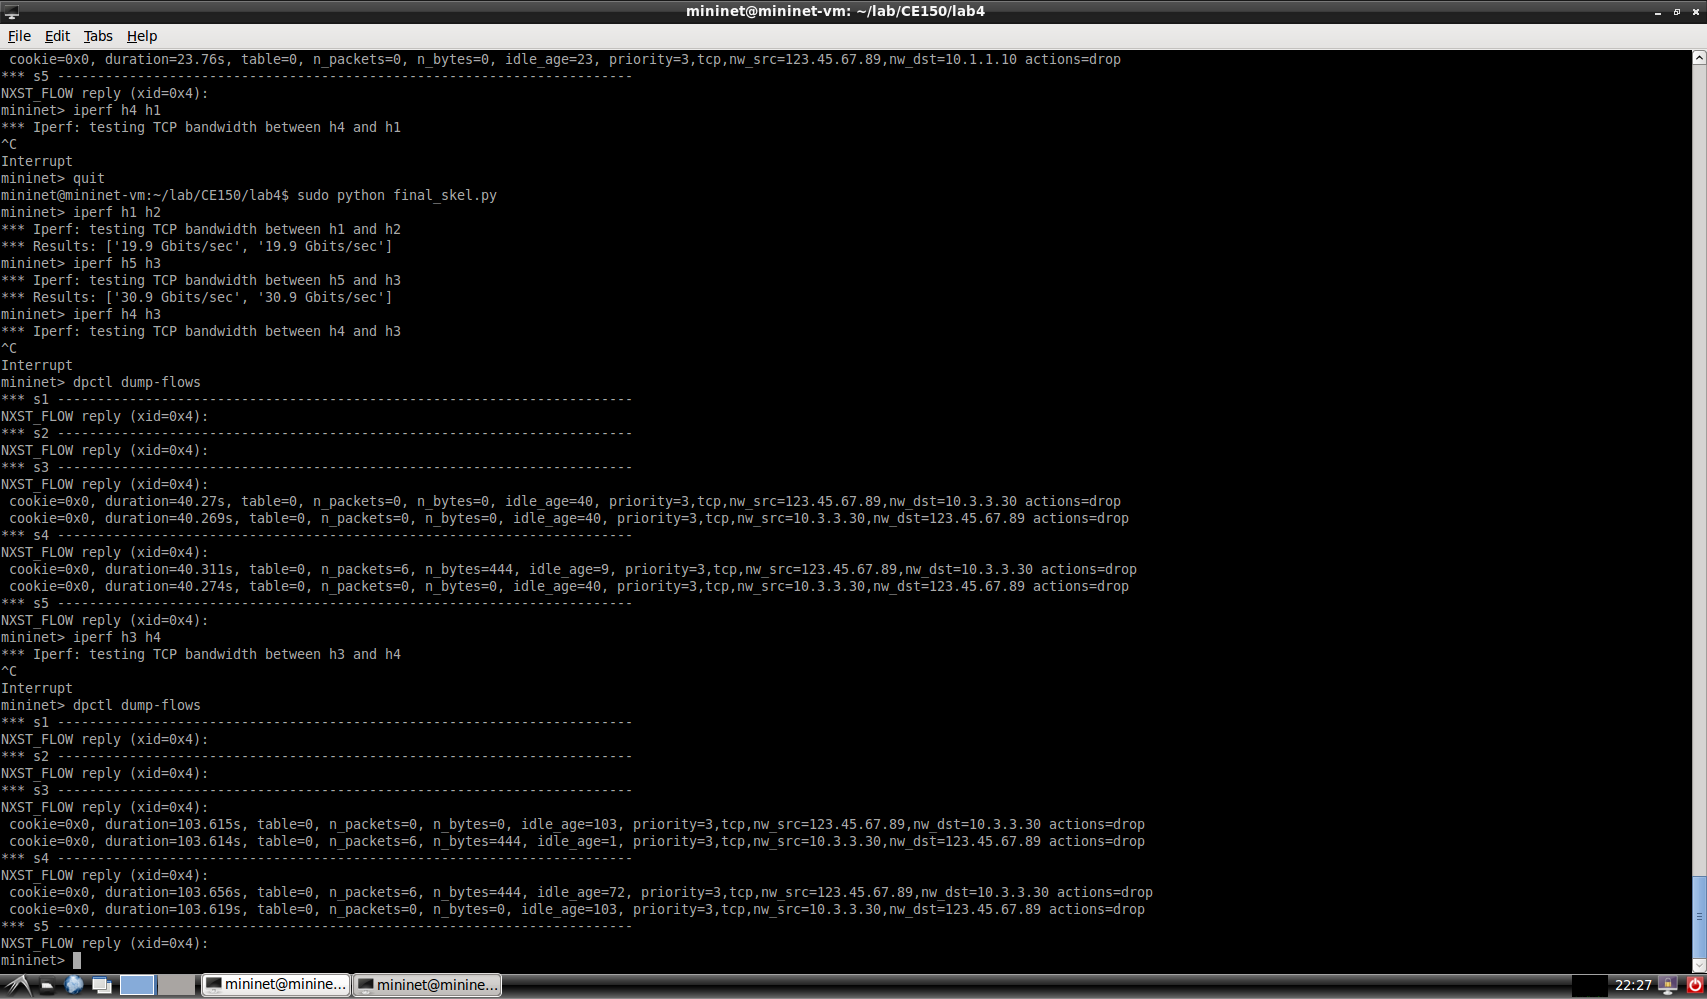 mininet@mininet-vm: ~/lab/CE150/lab4
File Edit Tabs Help
 cookie=0x0, duration=23.76s, table=0, n_packets=0, n_bytes=0, idle_age=23, priority=3,tcp,nw_src=123.45.67.89,nw_dst=10.1.1.10 actions=drop
*** s5 ------------------------------------------------------------------------
NXST_FLOW reply (xid=0x4):
mininet> iperf h4 h1
*** Iperf: testing TCP bandwidth between h4 and h1
^C
Interrupt
mininet> quit
mininet@mininet-vm:~/lab/CE150/lab4$ sudo python final_skel.py
mininet> iperf h1 h2
*** Iperf: testing TCP bandwidth between h1 and h2
*** Results: ['19.9 Gbits/sec', '19.9 Gbits/sec']
mininet> iperf h5 h3
*** Iperf: testing TCP bandwidth between h5 and h3
*** Results: ['30.9 Gbits/sec', '30.9 Gbits/sec']
mininet> iperf h4 h3
*** Iperf: testing TCP bandwidth between h4 and h3
^C
Interrupt
mininet> dpctl dump-flows
*** s1 ------------------------------------------------------------------------
NXST_FLOW reply (xid=0x4):
*** s2 ------------------------------------------------------------------------
NXST_FLOW reply (xid=0x4):
*** s3 ------------------------------------------------------------------------
NXST_FLOW reply (xid=0x4):
 cookie=0x0, duration=40.27s, table=0, n_packets=0, n_bytes=0, idle_age=40, priority=3,tcp,nw_src=123.45.67.89,nw_dst=10.3.3.30 actions=drop
 cookie=0x0, duration=40.269s, table=0, n_packets=0, n_bytes=0, idle_age=40, priority=3,tcp,nw_src=10.3.3.30,nw_dst=123.45.67.89 actions=drop
*** s4 ------------------------------------------------------------------------
NXST_FLOW reply (xid=0x4):
 cookie=0x0, duration=40.311s, table=0, n_packets=6, n_bytes=444, idle_age=9, priority=3,tcp,nw_src=123.45.67.89,nw_dst=10.3.3.30 actions=drop
 cookie=0x0, duration=40.274s, table=0, n_packets=0, n_bytes=0, idle_age=40, priority=3,tcp,nw_src=10.3.3.30,nw_dst=123.45.67.89 actions=drop
*** s5 ------------------------------------------------------------------------
NXST_FLOW reply (xid=0x4):
mininet> iperf h3 h4
*** Iperf: testing TCP bandwidth between h3 and h4
^C
Interrupt
mininet> dpctl dump-flows
*** s1 ------------------------------------------------------------------------
NXST_FLOW reply (xid=0x4):
*** s2 ------------------------------------------------------------------------
NXST_FLOW reply (xid=0x4):
*** s3 ------------------------------------------------------------------------
NXST_FLOW reply (xid=0x4):
 cookie=0x0, duration=103.615s, table=0, n_packets=0, n_bytes=0, idle_age=103, priority=3,tcp,nw_src=123.45.67.89,nw_dst=10.3.3.30 actions=drop
 cookie=0x0, duration=103.614s, table=0, n_packets=6, n_bytes=444, idle_age=1, priority=3,tcp,nw_src=10.3.3.30,nw_dst=123.45.67.89 actions=drop
*** s4 ------------------------------------------------------------------------
NXST_FLOW reply (xid=0x4):
 cookie=0x0, duration=103.656s, table=0, n_packets=6, n_bytes=444, idle_age=72, priority=3,tcp,nw_src=123.45.67.89,nw_dst=10.3.3.30 actions=drop
 cookie=0x0, duration=103.619s, table=0, n_packets=0, n_bytes=0, idle_age=103, priority=3,tcp,nw_src=10.3.3.30,nw_dst=123.45.67.89 actions=drop
*** s5 ------------------------------------------------------------------------
NXST_FLOW reply (xid=0x4):
mininet>
mininet@minine... mininet@minine... 22:27